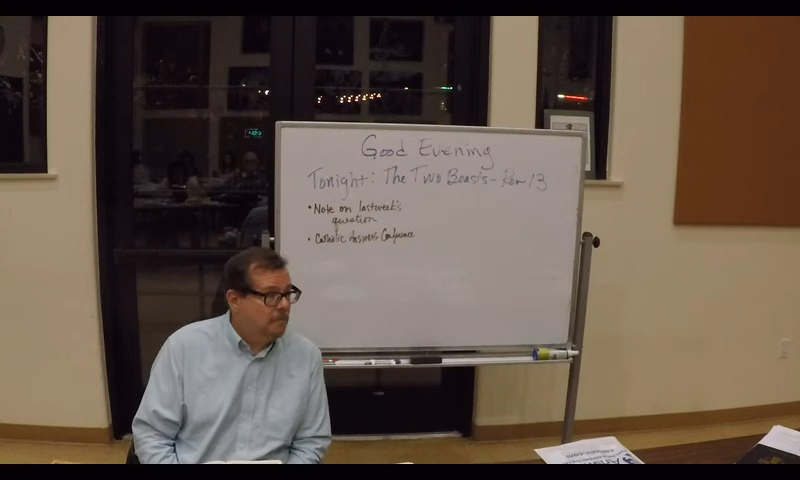 Good Evening
Tonight: The Two Beasts - Rev 13
• Note on last week's
question
• Catholic Answers Conference